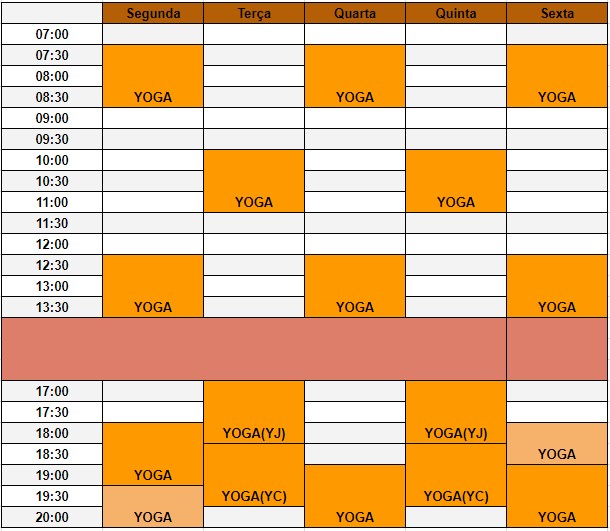 Segunda Terça Quarta Quinta Sexta
07:00
07:30
08:00
08:30 YOGA YOGA YOGA
09:00
09:30
10:00
10:30
11:00 YOGA YOGA
11:30
12:00
12:30
13:00
13:30 YOGA YOGA YOGA
17:00
17:30
18:00 YOGA(YJ) YOGA(YJ)
18:30 YOGA
19:00 YOGA
19:30 YOGA(YC) YOGA(YC)
20:00 YOGA YOGA YOGA